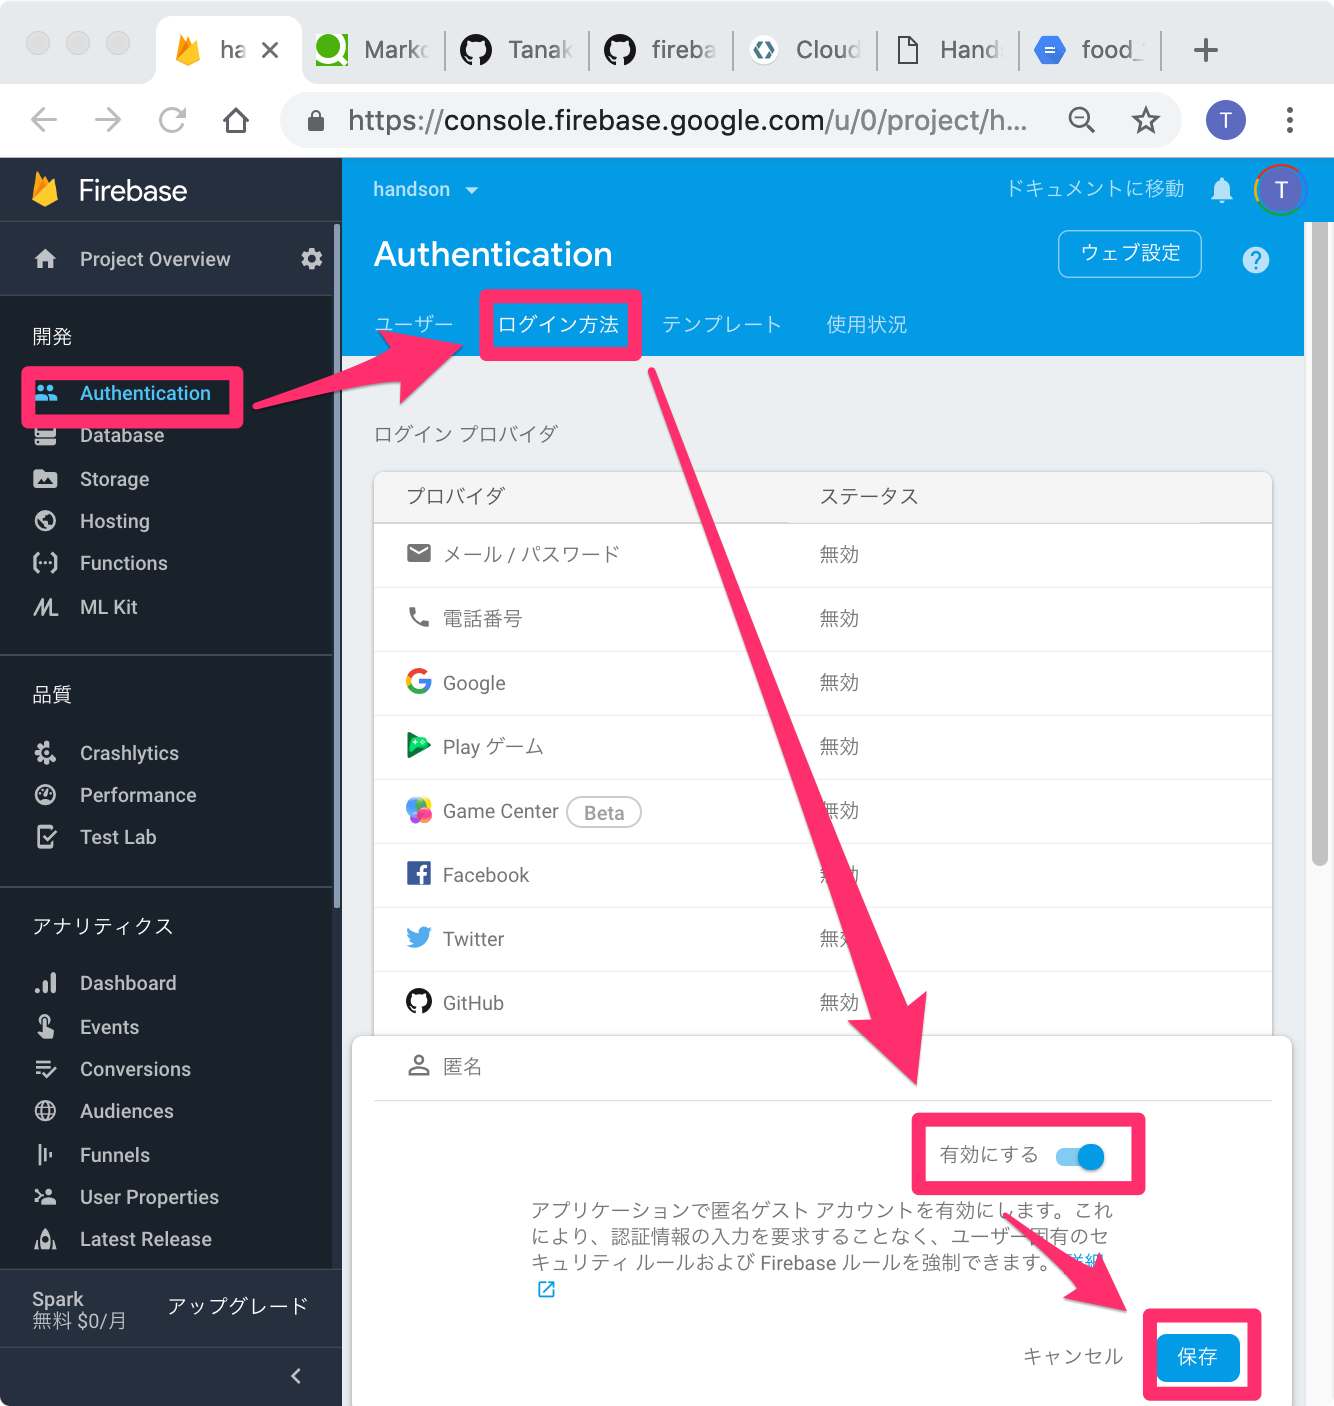 ha
Mark
Tanak
fireba
Cloud
Hands
food_
https://console.firebase.google.com/u/0/project/h...
T
Firebase
handson
ドキュメントに移動
T
Project Overview
Authentication
ウェブ設定
ユーザー
ログイン方法
テンプレート
使用状況
開発
Authentication
Database
Storage
Hosting
Functions
ML Kit
品質
Crashlytics
Performance
Test Lab
アナリティクス
Dashboard
Events
Conversions
Audiences
Funnels
User Properties
Latest Release
Spark
無料 $0/月
アップグレード
ログイン プロバイダ
プロバイダ
ステータス
メール / パスワード
無効
電話番号
無効
Google
無効
Play ゲーム
無効
Game Center
Beta
無効
Facebook
無効
Twitter
無効
GitHub
無効
匿名
有効にする
アプリケーションで匿名ゲスト アカウントを有効にします。これ
により、認証情報の入力を要求することなく、ユーザー固有のセ
キュリティ ルールおよび Firebase ルールを強制できます。 詳細
キャンセル
保存